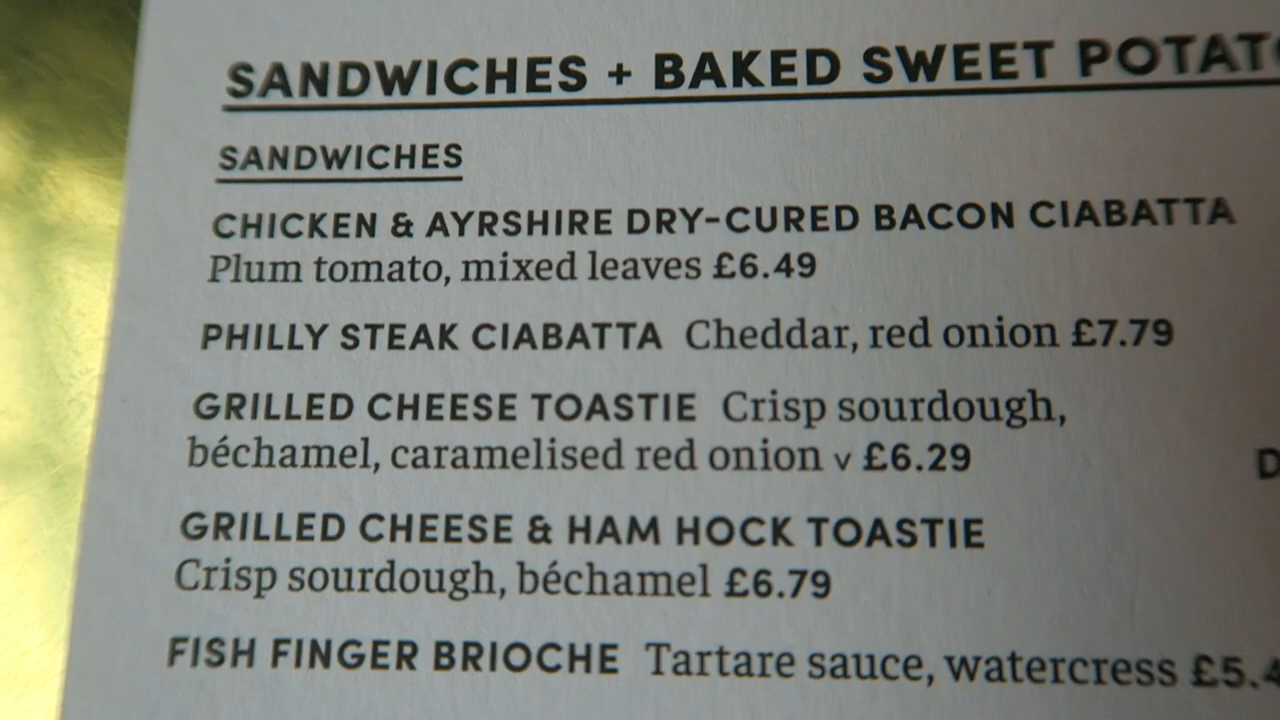 SANDWICHES + BAKED SWEET
SANDWICHES
CHICKEN & AYRSHIRE DRY-CURED BACON CIABATTA
Plum tomato, mixed leaves £6.49
PHILLY STEAK CIABATTA Cheddar, red onion £7.79
GRILLED CHEESE TOASTIE Crisp sourdough,
béchamel, caramelised red onion v £6.29
GRILLED CHEESE & HAM HOCK TOASTIE
Crisp sourdough, béchamel £6.79
FISH FINGER BRIOCHE Tartare sauce, watercress